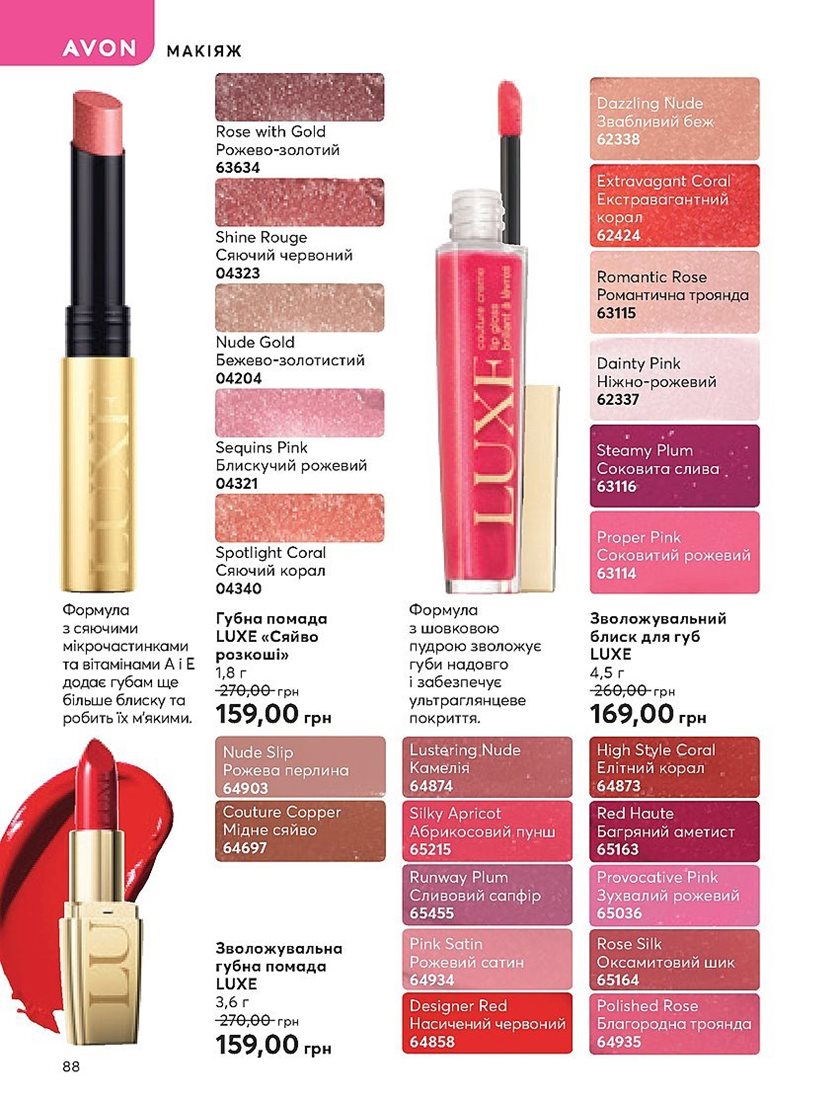 AVON
МАКІЯЖ
LUXE
Rose with Gold
Рожево-золотий
63634
Shine Rouge
Сяючий червоний
04323
Nude Gold
Бежево-золотистий
04204
Sequins Pink
Блискучий рожевий
04321
Spotlight Coral
Сяючий корал
04340
LUXE
couture creme
lip gloss
brillant à lèvres
Dazzling Nude
Звабливий беж
62338
Extravagant Coral
Екстравагантний
корал
62424
Romantic Rose
Романтична троянда
63115
Dainty Pink
Ніжно-рожевий
62337
Steamy Plum
Соковита слива
63116
Proper Pink
Соковитий рожевий
63114
Формула
з сяючими
мікрочастинками
та вітамінами А і Е
додає губам ще
більше блиску та
робить їх м'якими.
Губна помада
LUXE «Сяйво
розкоші»
1,8 г
270,00 грн
159,00 грн
Формула
з шовковою
пудрою зволожує
губи надовго
і забезпечує
ультраглянцеве
покриття.
Зволожувальний
блиск для губ
LUXE
4,5 г
260,00 грн
169,00 грн
LUXE
LU
Nude Slip
Рожева перлина
64903
Couture Copper
Мідне сяйво
64697
Зволожувальна
губна помада
LUXE
3,6 г
270,00 грн
159,00 грн
Lustering Nude
Камелія
64874
Silky Apricot
Абрикосовий пунш
65215
Runway Plum
Сливовий сапфір
65455
Pink Satin
Рожевий сатин
64934
Designer Red
Насичений червоний
64858
High Style Coral
Елітний корал
64873
Red Haute
Багряний аметист
65163
Provocative Pink
Зухвалий рожевий
65036
Rose Silk
Оксамитовий шик
65164
Polished Rose
Благородна троянда
64935
88